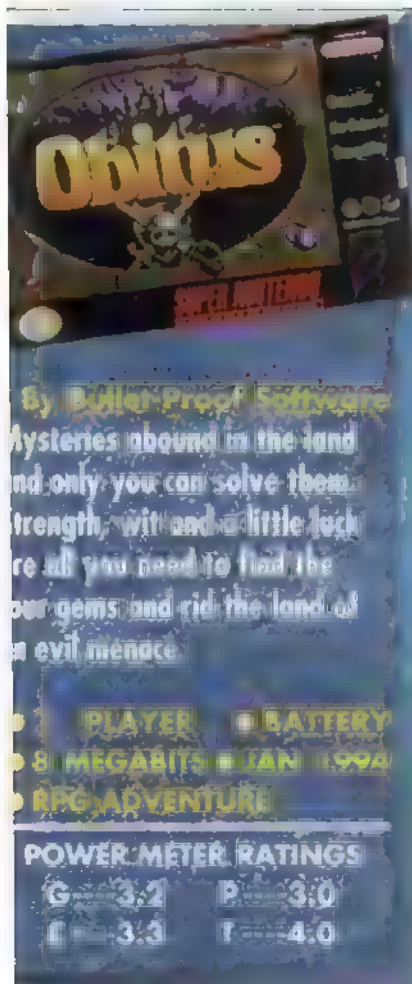 Obitus
By Bullet-Proof Software
Mysteries abound in the land
and only you can solve them.
Strength, wit and a little luck
are all you need to find the
four gems and rid the land of
an evil menace.
• 1 PLAYER • BATTERY
• 8 MEGABITS • JAN 1994
• RPG ADVENTURE
POWER METER RATINGS
G 3.2 P 3.0
3.3 T 4.0